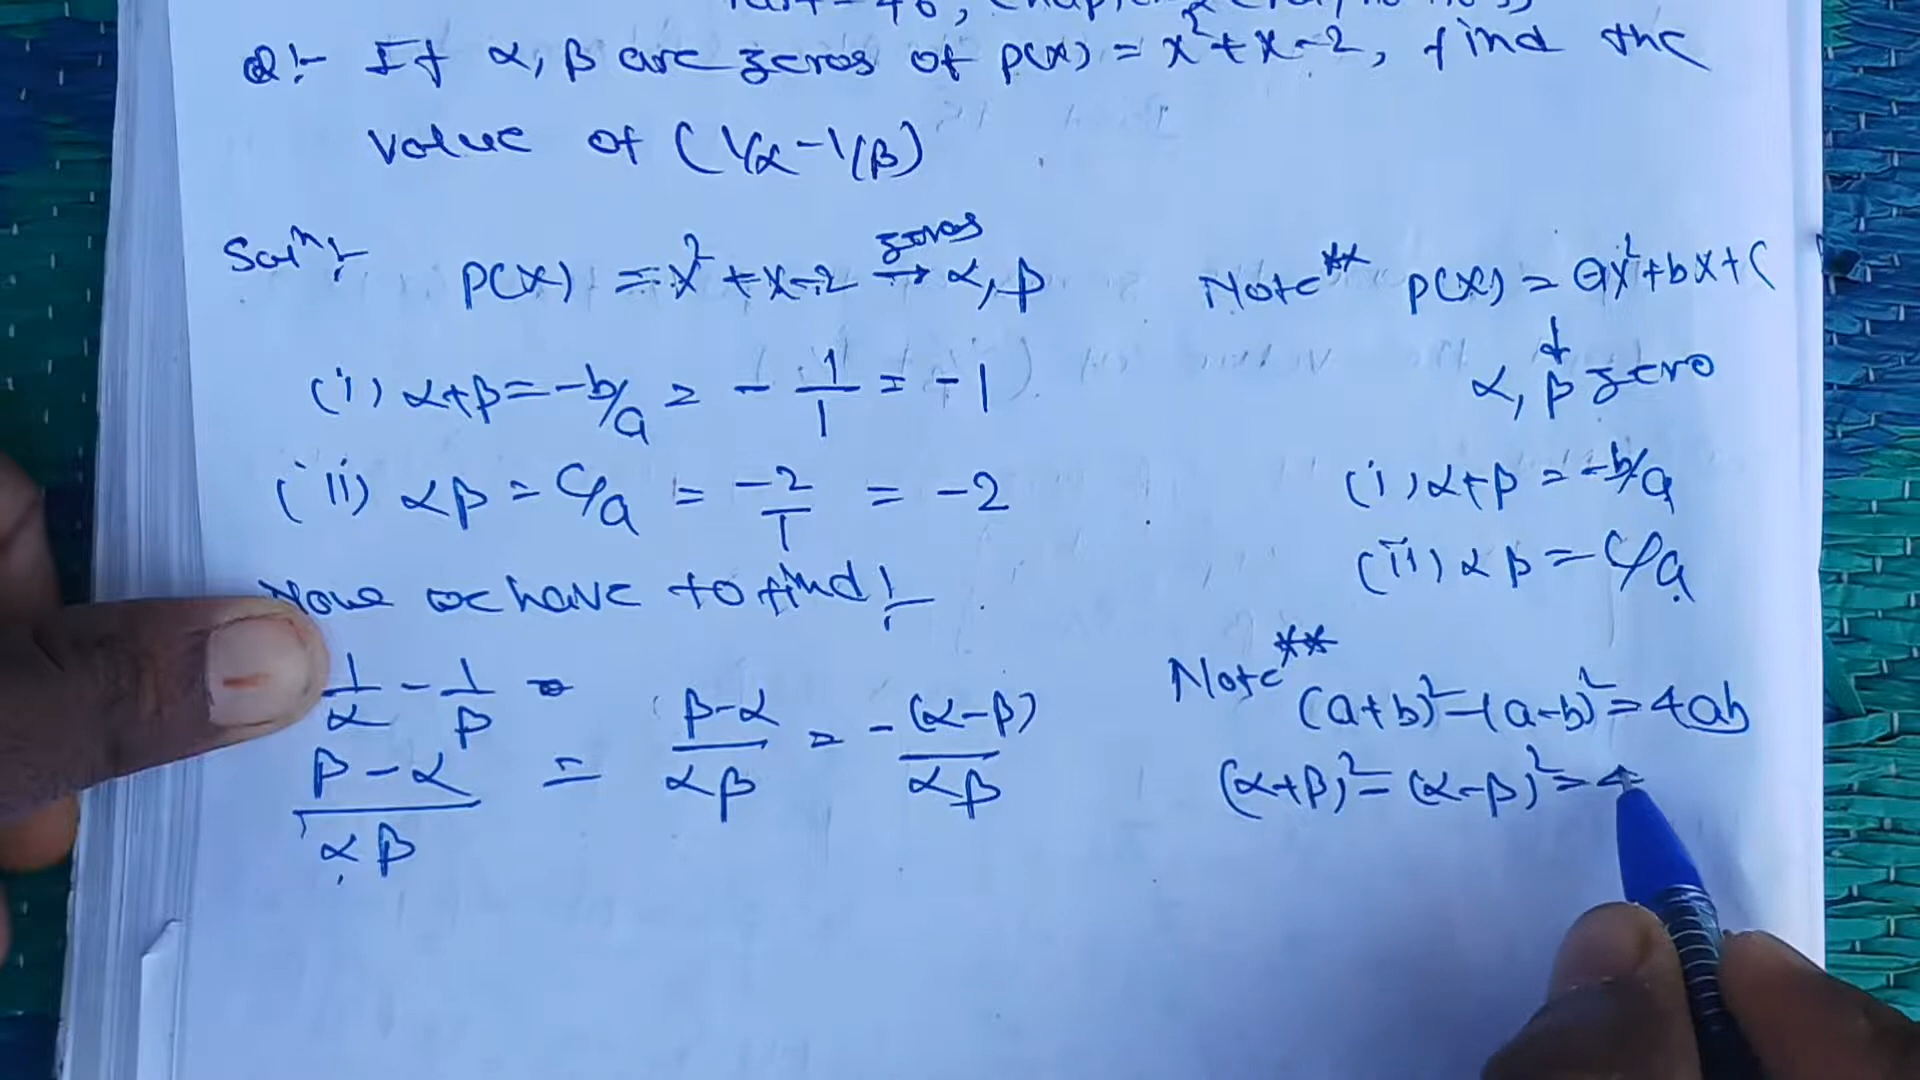 Q:- If α, β are zeros of p(x) = x²+x-2, find the
value of (1/α-1/β)
Solⁿ:-
P(x) = x²+x-2 zeros→ α, β
(i) α+β=-b/a = -1/1 = -1
(ii) αβ = c/a = -2/1 = -2
Now we have to find:-
1/α - 1/β =
β-α/αβ = β-α/αβ = -(α-β)/αβ
Note** p(x) = ax²+bx+c
↓
α, β zero
(i) α+β = -b/a
(ii) αβ = c/a
Note**
(a+b)²-(a-b)²=4ab
(α+β)²=(α-β)²=4